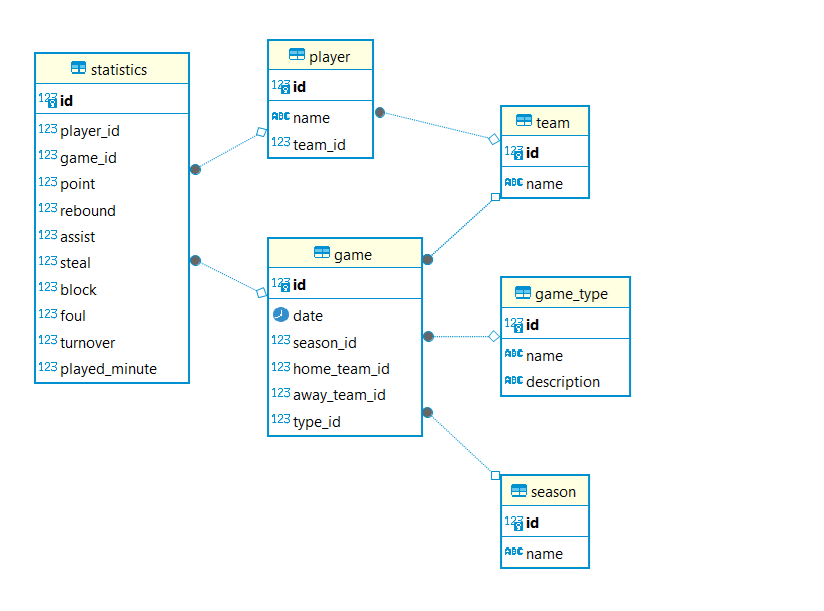 statistics
123 id
123 player_id
123 game_id
123 point
123 rebound
123 assist
123 steal
123 block
123 foul
123 turnover
123 played_minute
player
123 id
ABC name
123 team_id
game
123 id
date
123 season_id
123 home_team_id
123 away_team_id
123 type_id
team
123 id
ABC name
game_type
123 id
ABC name
ABC description
season
123 id
ABC name